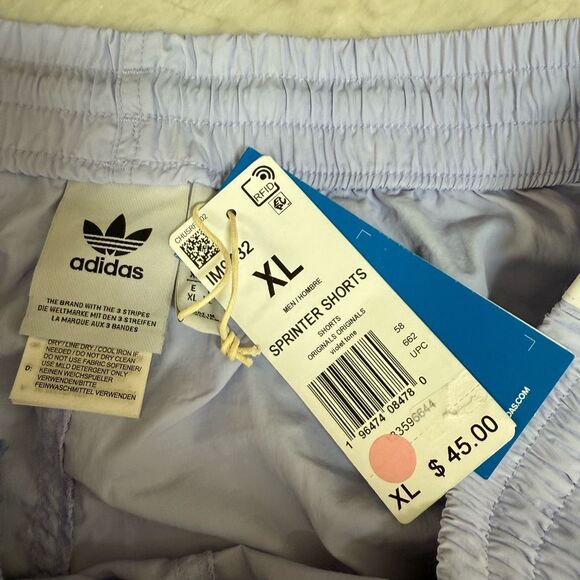 adidas
THE BRAND WITH THE 3 STRIPES
DIE WELTMARKE MIT DEN 3 STREIFEN
LA MARQUE AUX 3 BANDES
DRY/LINE DRY/COOL IRON IF
NEEDED/DO NOT DRY CLEAN
DO NOT USE FABRIC SOFTENER/
USE MILD DETERGENT ONLY
KEINEN WEICHSPUELER
VERWENDEN/BITTE
FEINWASCHMITTEL VERWENDEN
D:
E
XL
RFID
XL
MEN / HOMBRE
SPRINTER SHORTS
SHORTS
ORIGINALS ORIGINALS
violet tone
58
662
UPC
1 96474 08478 0
XL
$ 45.00